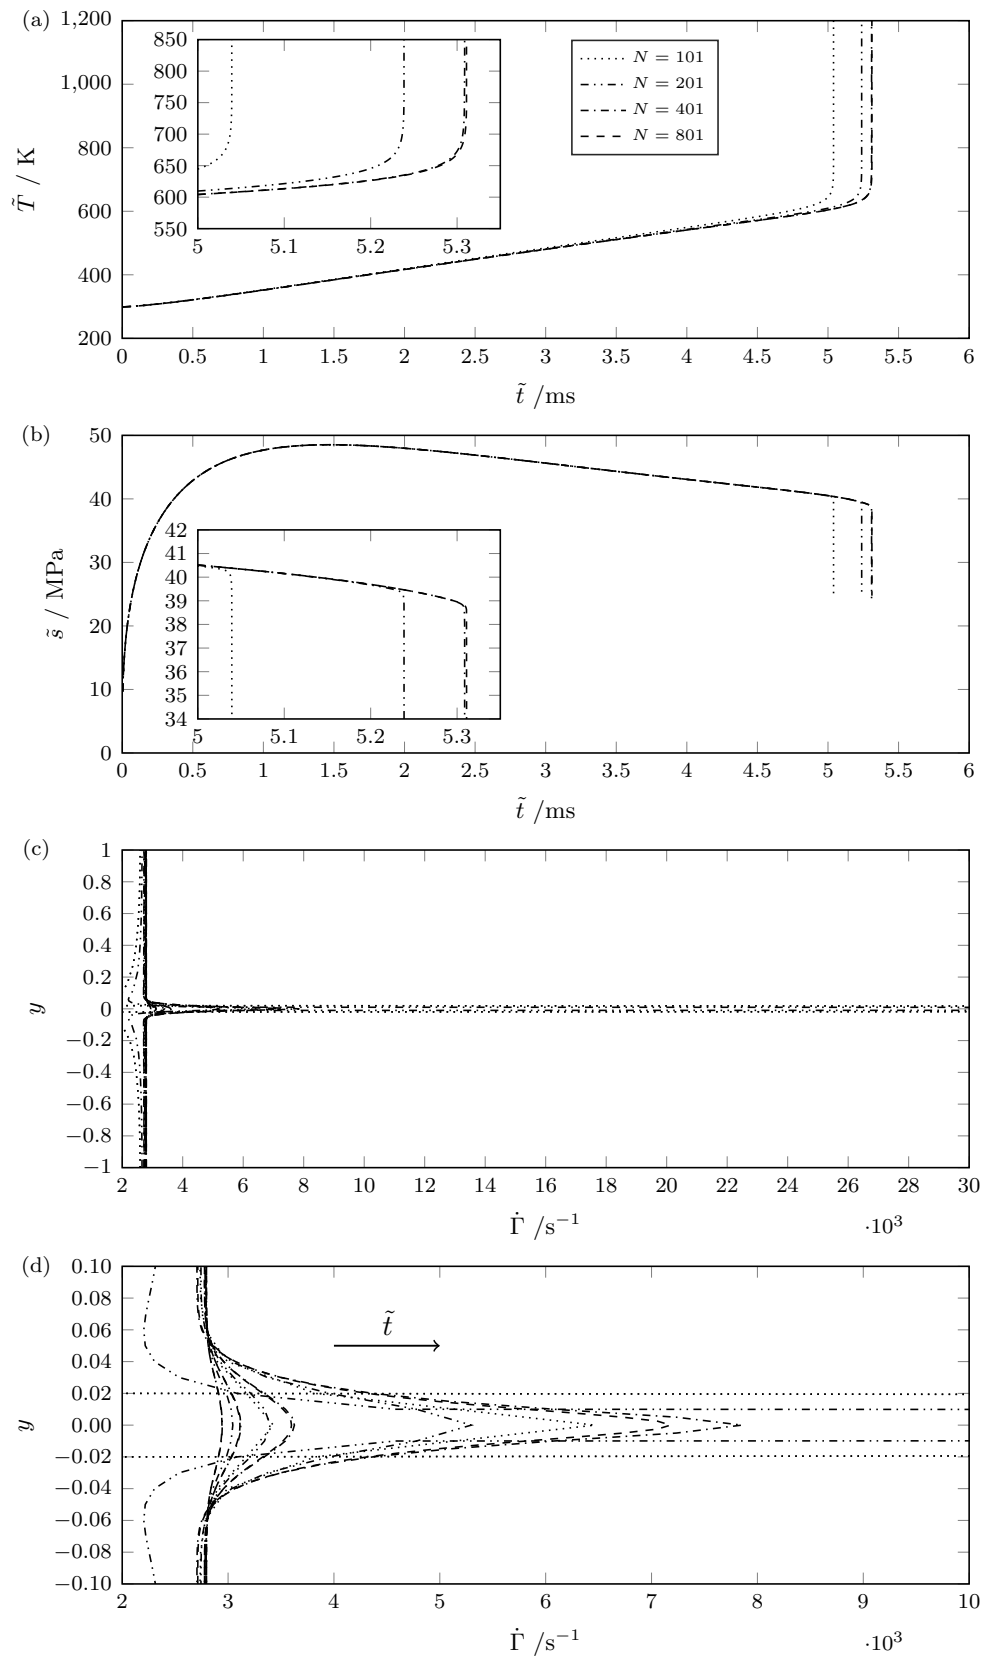 (a)
1,200
1,000
800
600
400
200
T̃ / K
850
800
750
700
650
600
550
5 5.1 5.2 5.3
N = 101
N = 201
N = 401
N = 801
0 0.5 1 1.5 2 2.5 3 3.5 4 4.5 5 5.5 6
t̃ /ms
(b)
50
40
30
20
10
0
s̃ / MPa
42
41
40
39
38
37
36
35
34
5 5.1 5.2 5.3
0 0.5 1 1.5 2 2.5 3 3.5 4 4.5 5 5.5 6
t̃ /ms
(c)
1
0.8
0.6
0.4
0.2
0
−0.2
−0.4
−0.6
−0.8
−1
y
2 4 6 8 10 12 14 16 18 20 22 24 26 28 30
Γ̇ /s⁻¹ ·10³
(d)
0.10
0.08
0.06
0.04
0.02
0.00
−0.02
−0.04
−0.06
−0.08
−0.10
y
t̃
2 3 4 5 6 7 8 9 10
Γ̇ /s⁻¹ ·10³